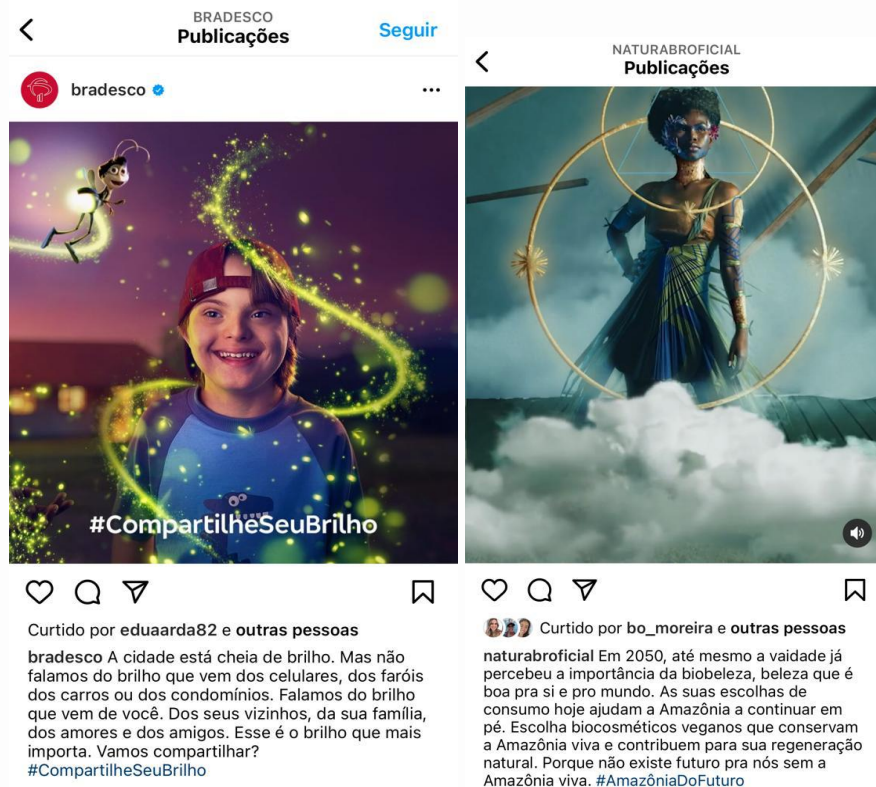 BRADESCO
Publicações
Seguir
bradesco
#CompartilheSeuBrilho
Curtido por eduaarda82 e outras pessoas
bradesco A cidade está cheia de brilho. Mas não
falamos do brilho que vem dos celulares, dos faróis
dos carros ou dos condomínios. Falamos do brilho
que vem de você. Dos seus vizinhos, da sua família,
dos amores e dos amigos. Esse é o brilho que mais
importa. Vamos compartilhar?
#CompartilheSeuBrilho
NATURABROFICIAL
Publicações
Curtido por bo_moreira e outras pessoas
naturabroficial Em 2050, até mesmo a vaidade já
percebeu a importância da biobeleza, beleza que é
boa pra si e pro mundo. As suas escolhas de
consumo hoje ajudam a Amazônia a continuar em
pé. Escolha biocosméticos veganos que conservam
a Amazônia viva e contribuem para sua regeneração
natural. Porque não existe futuro pra nós sem a
Amazônia viva. #AmazôniaDoFuturo